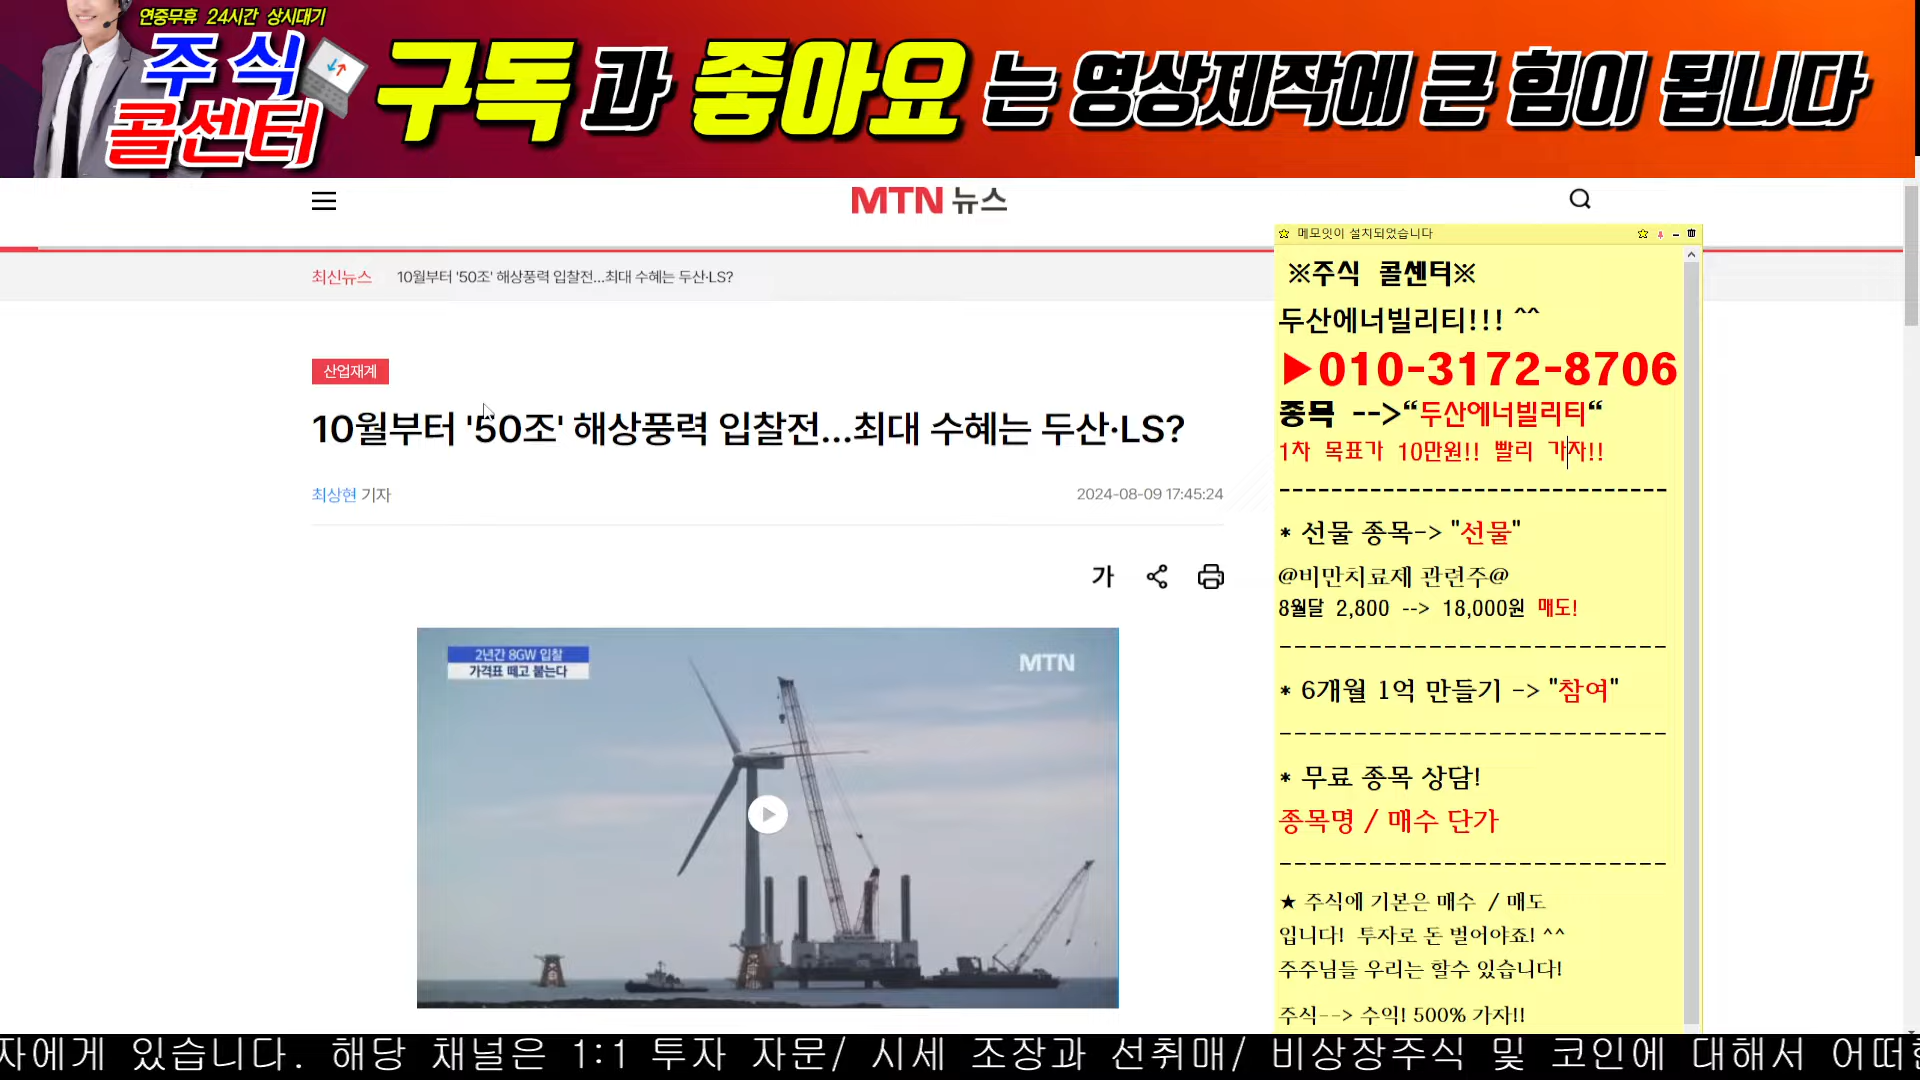 연중무휴 24시간 상시대기
주식
콜센터
구독과 좋아요는 영상제작에 큰 힘이 됩니다
MTN 뉴스
최신뉴스 10월부터 '50조' 해상풍력 입찰전...최대 수혜는 두산·LS?
산업재계
10월부터 '50조' 해상풍력 입찰전...최대 수혜는 두산·LS?
최상현 기자
2024-08-09 17:45:24
가
2년간 8GW 입찰
가격표 떼고 붙는다
MTN
메모잇이 설치되었습니다
※주식 콜센터※
두산에너빌리티!!! ^^
▶010-3172-8706
종목 -->“두산에너빌리티“
1차 목표가 10만원!! 빨리 가자!!
------------------------------
* 선물 종목-> "선물"
@비만치료제 관련주@
8월달 2,800 --> 18,000원 매도!
--------------------------
* 6개월 1억 만들기 -> "참여"
--------------------------
* 무료 종목 상담!
종목명 / 매수 단가
--------------------------
★ 주식에 기본은 매수 / 매도
입니다! 투자로 돈 벌어야죠! ^^
주주님들 우리는 할수 있습니다!
주식--> 수익! 500% 가자!!
자에게 있습니다. 해당 채널은 1:1 투자 자문/ 시세 조장과 선취매/ 비상장주식 및 코인에 대해서 어떠한